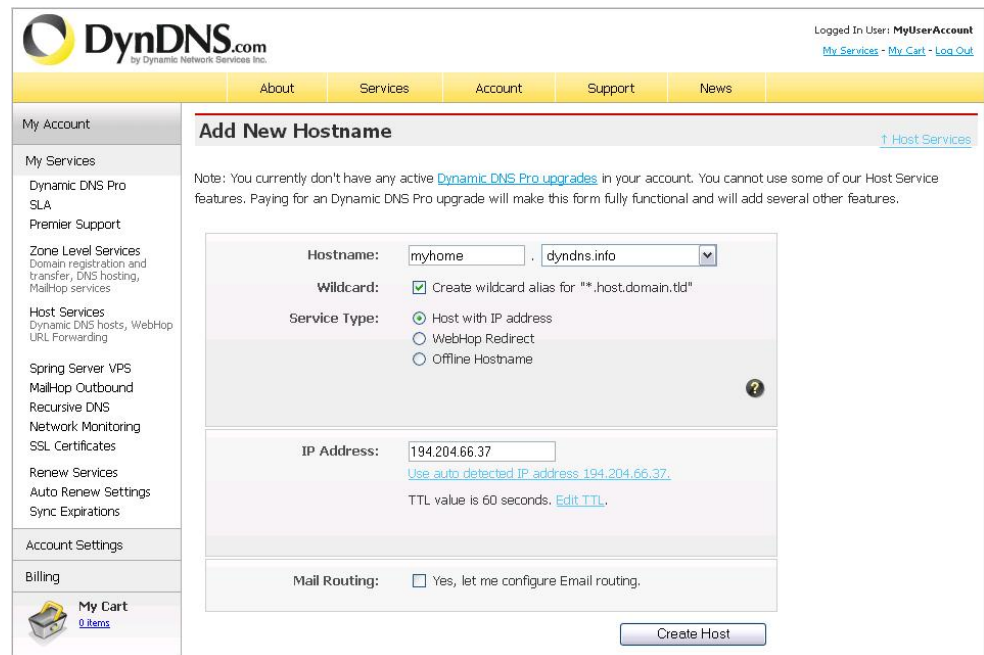 DynDNS.com
by Dynamic Network Services Inc.
Logged In User: MyUserAccount
My Services - My Cart - Log Out
About Services Account Support News
My Account
My Services
Dynamic DNS Pro
SLA
Premier Support
Zone Level Services
Domain registration and
transfer, DNS hosting,
MailHop services
Host Services
Dynamic DNS hosts, WebHop
URL Forwarding
Spring Server VPS
MailHop Outbound
Recursive DNS
Network Monitoring
SSL Certificates
Renew Services
Auto Renew Settings
Sync Expirations
Account Settings
Billing
My Cart
0 items
Add New Hostname
↑ Host Services
Note: You currently don't have any active Dynamic DNS Pro upgrades in your account. You cannot use some of our Host Service
features. Paying for an Dynamic DNS Pro upgrade will make this form fully functional and will add several other features.
Hostname: myhome . dyndns.info
Wildcard: Create wildcard alias for "*.host.domain.tld"
Service Type: Host with IP address
WebHop Redirect
Offline Hostname
?
IP Address: 194.204.66.37
Use auto detected IP address 194.204.66.37.
TTL value is 60 seconds. Edit TTL.
Mail Routing: Yes, let me configure Email routing.
Create Host